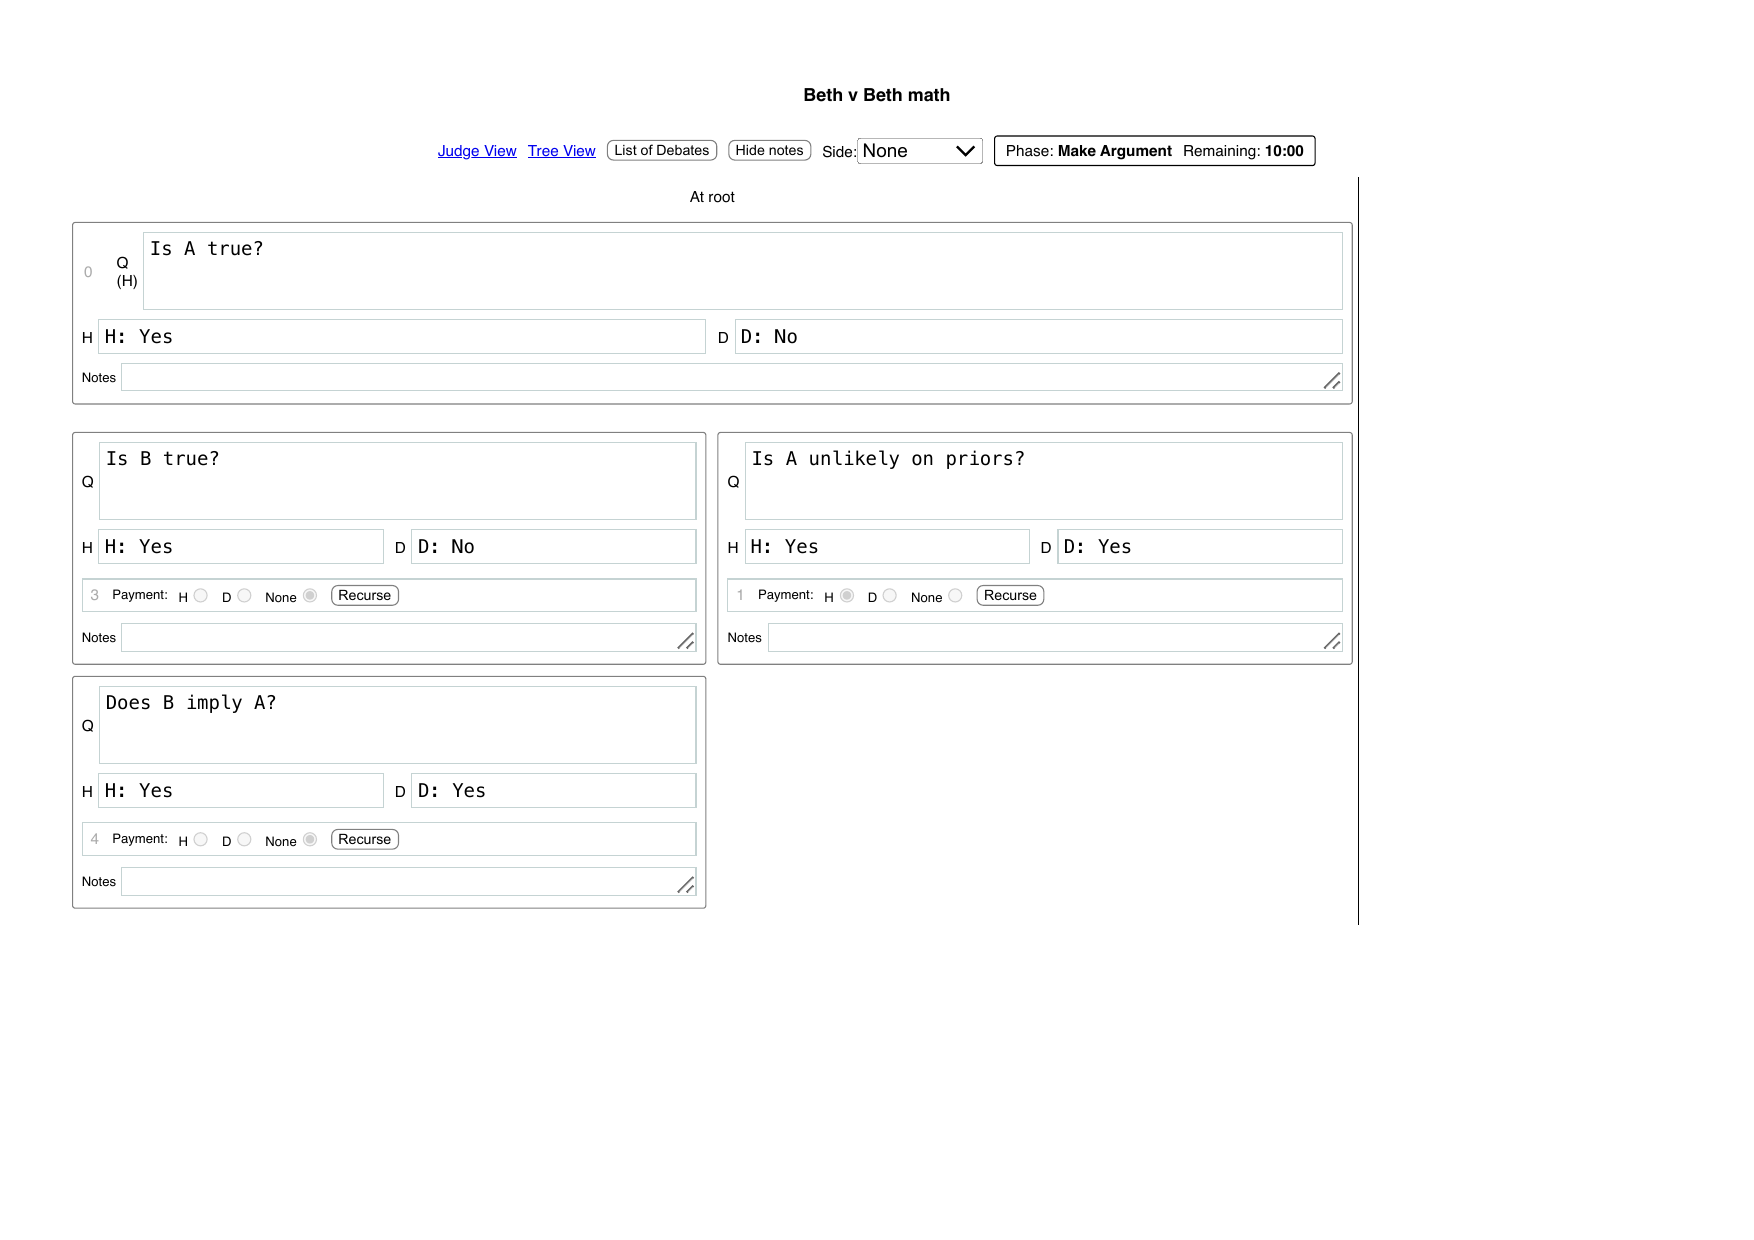 Beth v Beth math
Judge View Tree View List of Debates Hide notes Side: None Phase: Make Argument Remaining: 10:00
At root
0 Q (H) Is A true?
H H: Yes D D: No
Notes
Q Is B true?
H H: Yes D D: No
3 Payment: H D None Recurse
Notes
Q Is A unlikely on priors?
H H: Yes D D: Yes
1 Payment: H D None Recurse
Notes
Q Does B imply A?
H H: Yes D D: Yes
4 Payment: H D None Recurse
Notes